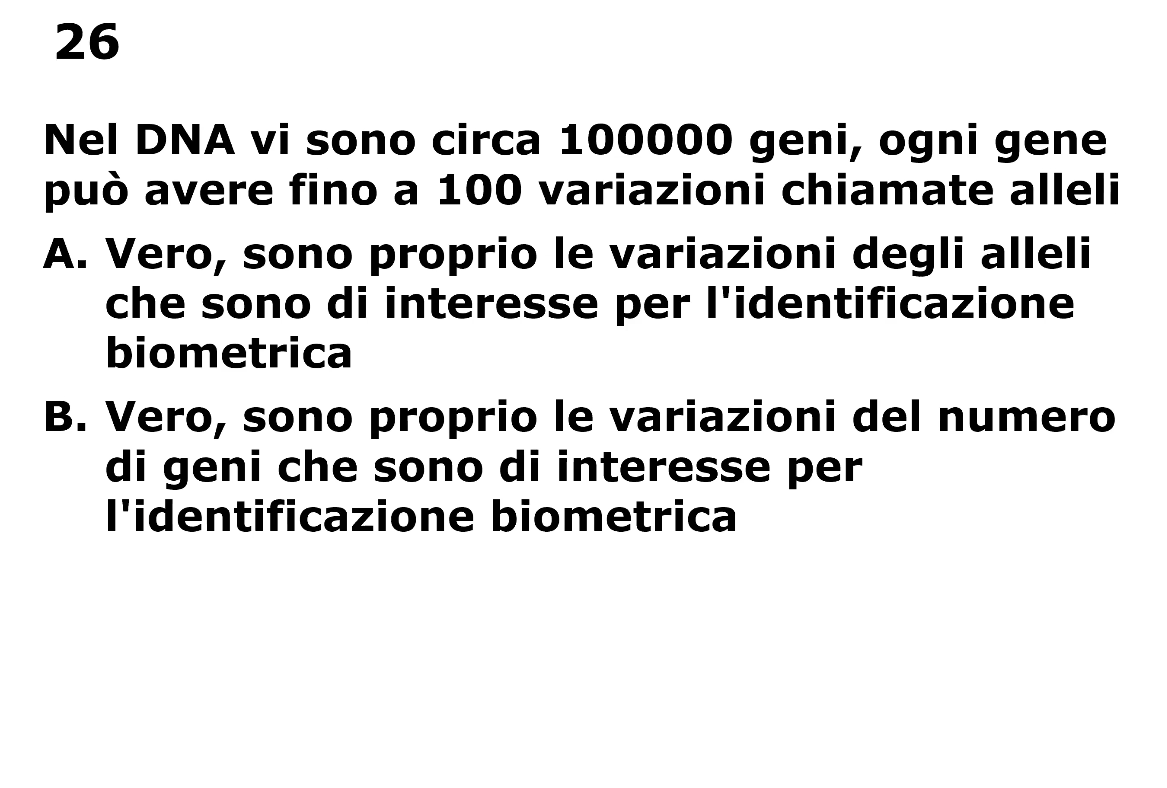 26
Nel DNA vi sono circa 100000 geni, ogni gene
può avere fino a 100 variazioni chiamate alleli
A. Vero, sono proprio le variazioni degli alleli
che sono di interesse per l'identificazione
biometrica
B. Vero, sono proprio le variazioni del numero
di geni che sono di interesse per
l'identificazione biometrica